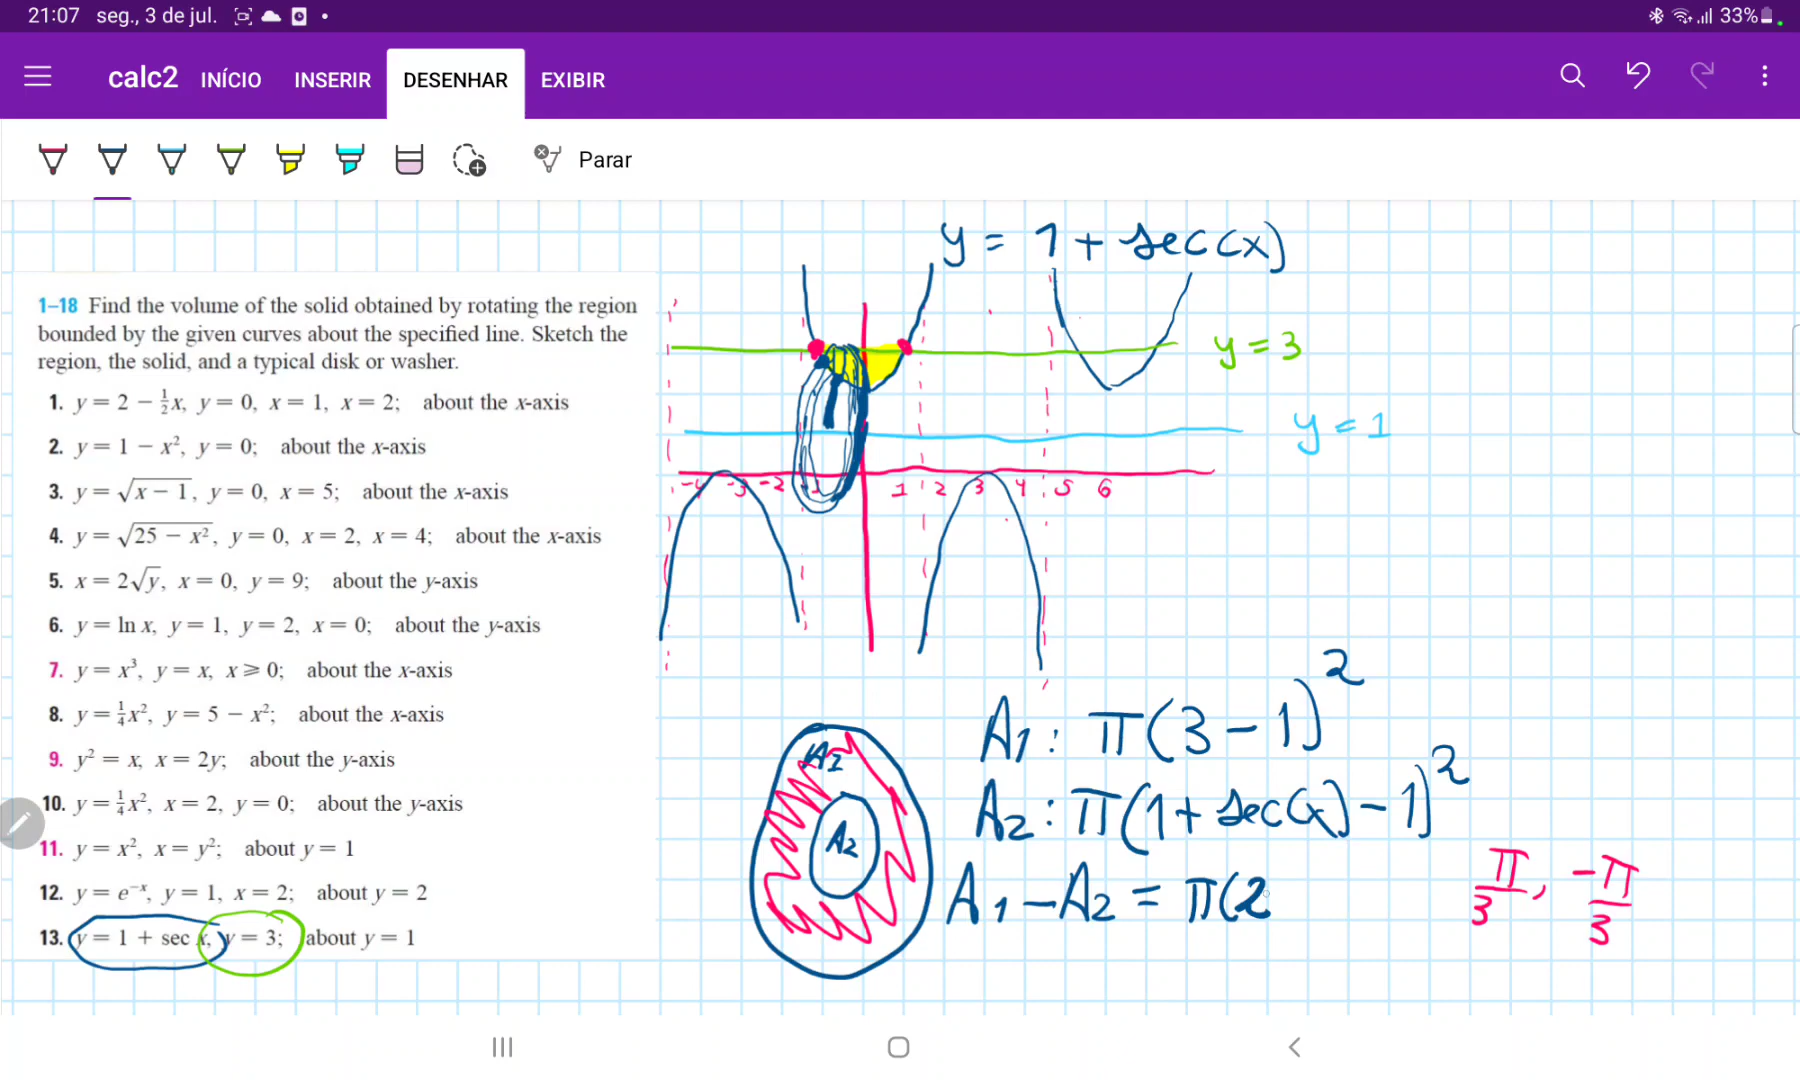 21:07 seg., 3 de jul.
33%
calc2 INÍCIO INSERIR DESENHAR EXIBIR
Parar
1–18 Find the volume of the solid obtained by rotating the region
bounded by the given curves about the specified line. Sketch the
region, the solid, and a typical disk or washer.
1. y = 2 − ½x, y = 0, x = 1, x = 2; about the x-axis
2. y = 1 − x², y = 0; about the x-axis
3. y = √(x − 1), y = 0, x = 5; about the x-axis
4. y = √(25 − x²), y = 0, x = 2, x = 4; about the x-axis
5. x = 2√y, x = 0, y = 9; about the y-axis
6. y = ln x, y = 1, y = 2, x = 0; about the y-axis
7. y = x³, y = x, x ⩾ 0; about the x-axis
8. y = ¼x², y = 5 − x²; about the x-axis
9. y² = x, x = 2y; about the y-axis
10. y = ¼x², x = 2, y = 0; about the y-axis
11. y = x², x = y²; about y = 1
12. y = e⁻ˣ, y = 1, x = 2; about y = 2
13. y = 1 + sec x, y = 3; about y = 1
y = 1 + sec(x)
y = 3
y = 1
-4 -3 -2 1 2 3 4 5 6
A1
A2
A1: π(3 − 1)²
A2: π(1 + sec(x) − 1)²
A1 − A2 = π(2
π/3, −π/3